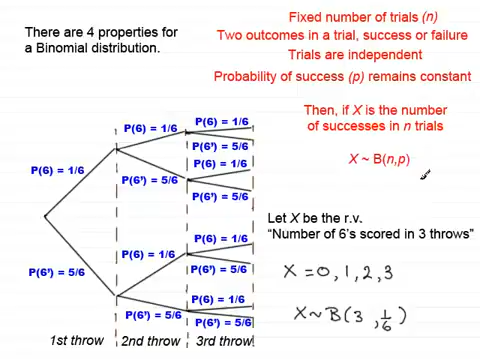 There are 4 properties for
a Binomial distribution.
Fixed number of trials (n)
Two outcomes in a trial, success or failure
Trials are independent
Probability of success (p) remains constant
Then, if X is the number
of successes in n trials
X ~ B(n,p)
P(6) = 1/6
P(6') = 5/6
P(6) = 1/6
P(6') = 5/6
P(6) = 1/6
P(6') = 5/6
P(6) = 1/6
P(6') = 5/6
P(6) = 1/6
P(6') = 5/6
P(6) = 1/6
P(6') = 5/6
P(6) = 1/6
P(6') = 5/6
1st throw
2nd throw
3rd throw
Let X be the r.v.
"Number of 6's scored in 3 throws"
X = 0, 1, 2, 3
X ~ B(3, 1/6)